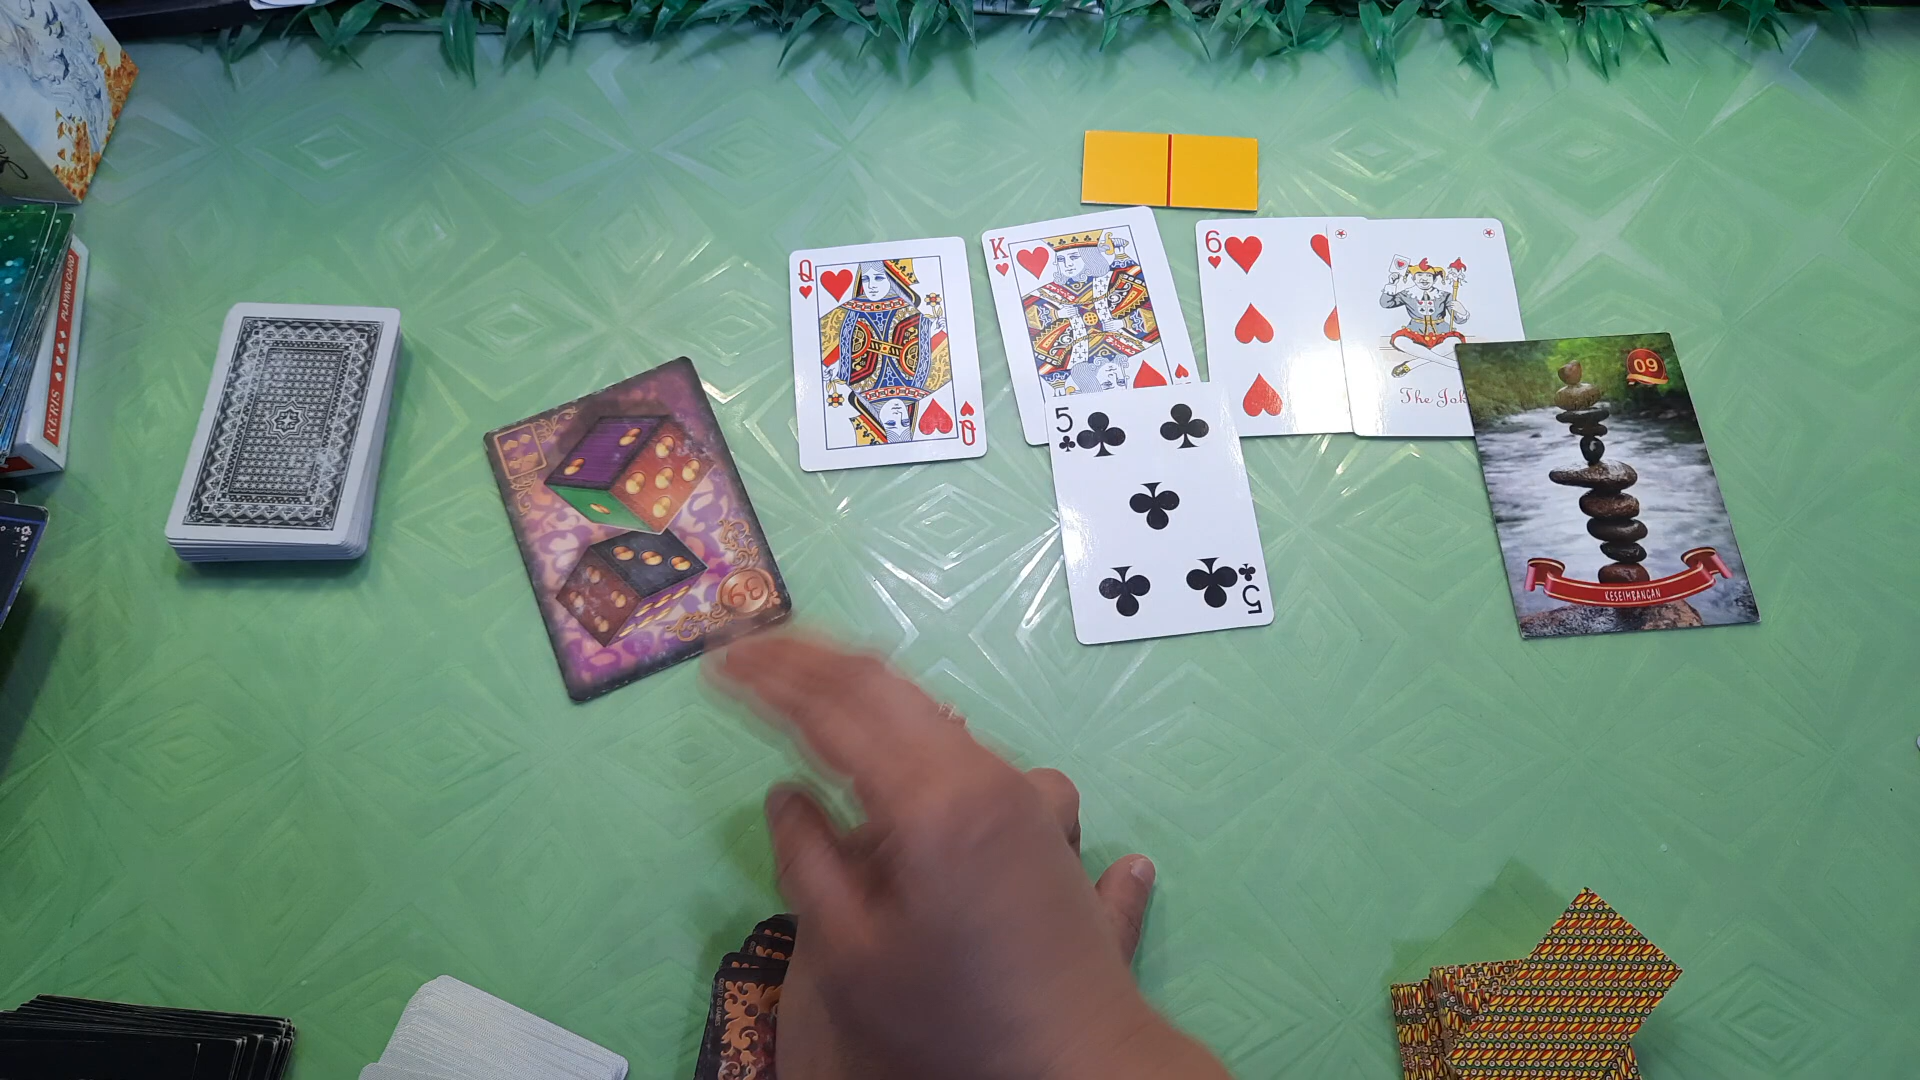 KERIS
PLAYING CARD
68
Q
Q
K
6
The Jok
5
5
09
KESEIMBANGAN